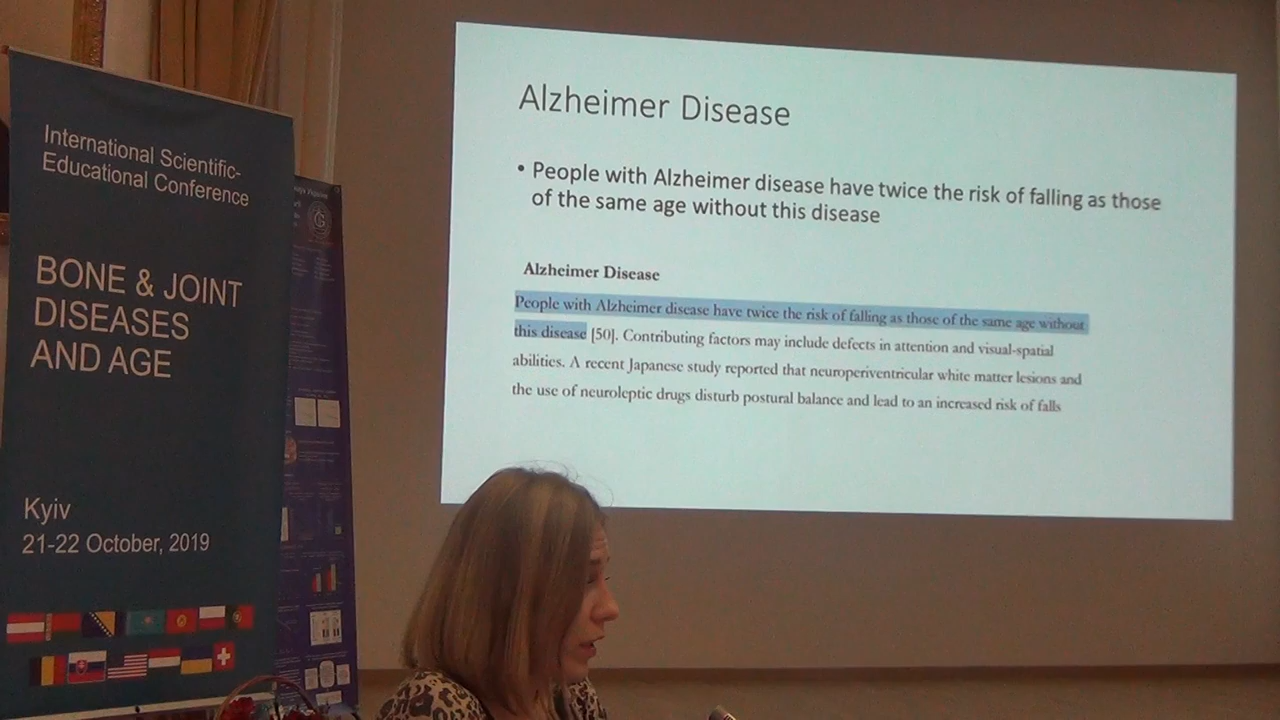 International Scientific-
Educational Conference
BONE & JOINT
DISEASES
AND AGE
Kyiv
21-22 October, 2019
Alzheimer Disease
• People with Alzheimer disease have twice the risk of falling as those
of the same age without this disease
Alzheimer Disease
People with Alzheimer disease have twice the risk of falling as those of the same age without
this disease [50]. Contributing factors may include defects in attention and visual-spatial
abilities. A recent Japanese study reported that neuroperiventricular white matter lesions and
the use of neuroleptic drugs disturb postural balance and lead to an increased risk of falls